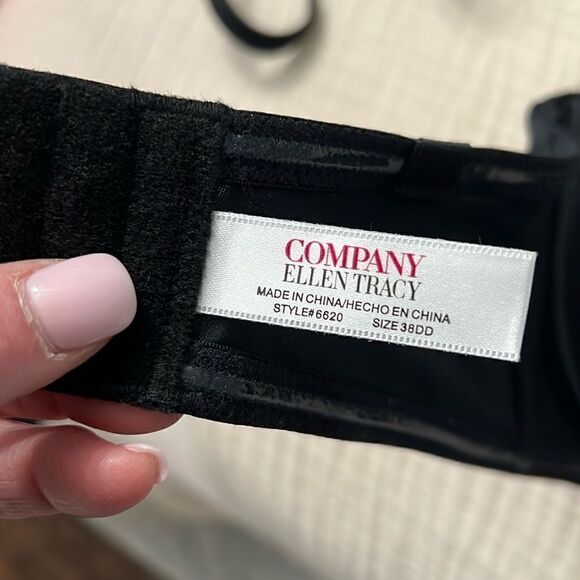 COMPANY
ELLEN TRACY
MADE IN CHINA/HECHO EN CHINA
STYLE#6620 SIZE 38DD